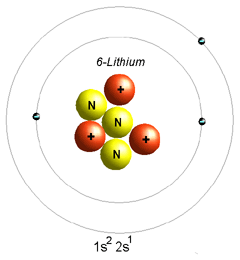 6-Lithium
+
N
N
+
+
N
1s² 2s¹